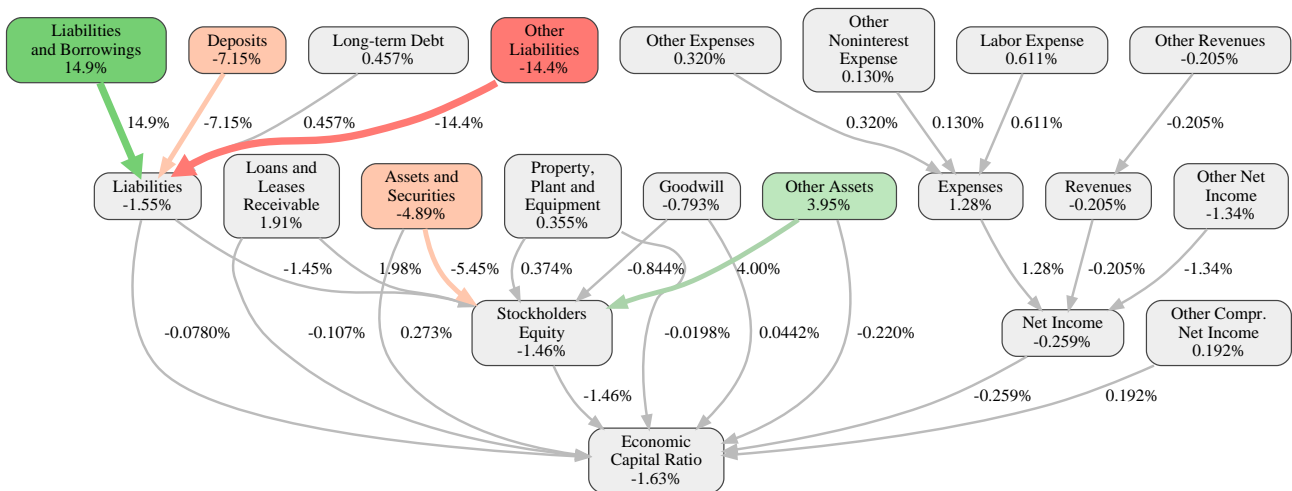 Liabilities
and Borrowings
14.9%
Deposits
-7.15%
Long-term Debt
0.457%
Other
Liabilities
-14.4%
Other Expenses
0.320%
Other
Noninterest
Expense
0.130%
Labor Expense
0.611%
Other Revenues
-0.205%
14.9%
-7.15%
0.457%
-14.4%
0.320%
0.130%
0.611%
-0.205%
Liabilities
-1.55%
Loans and
Leases
Receivable
1.91%
Assets and
Securities
-4.89%
Property,
Plant and
Equipment
0.355%
Goodwill
-0.793%
Other Assets
3.95%
Expenses
1.28%
Revenues
-0.205%
Other Net
Income
-1.34%
-1.45%
1.98%
-5.45%
0.374%
-0.844%
4.00%
1.28%
-0.205%
-1.34%
Stockholders
Equity
-1.46%
Net Income
-0.259%
Other Compr.
Net Income
0.192%
-0.0780%
-0.107%
0.273%
-0.0198%
0.0442%
-0.220%
-1.46%
-0.259%
0.192%
Economic
Capital Ratio
-1.63%